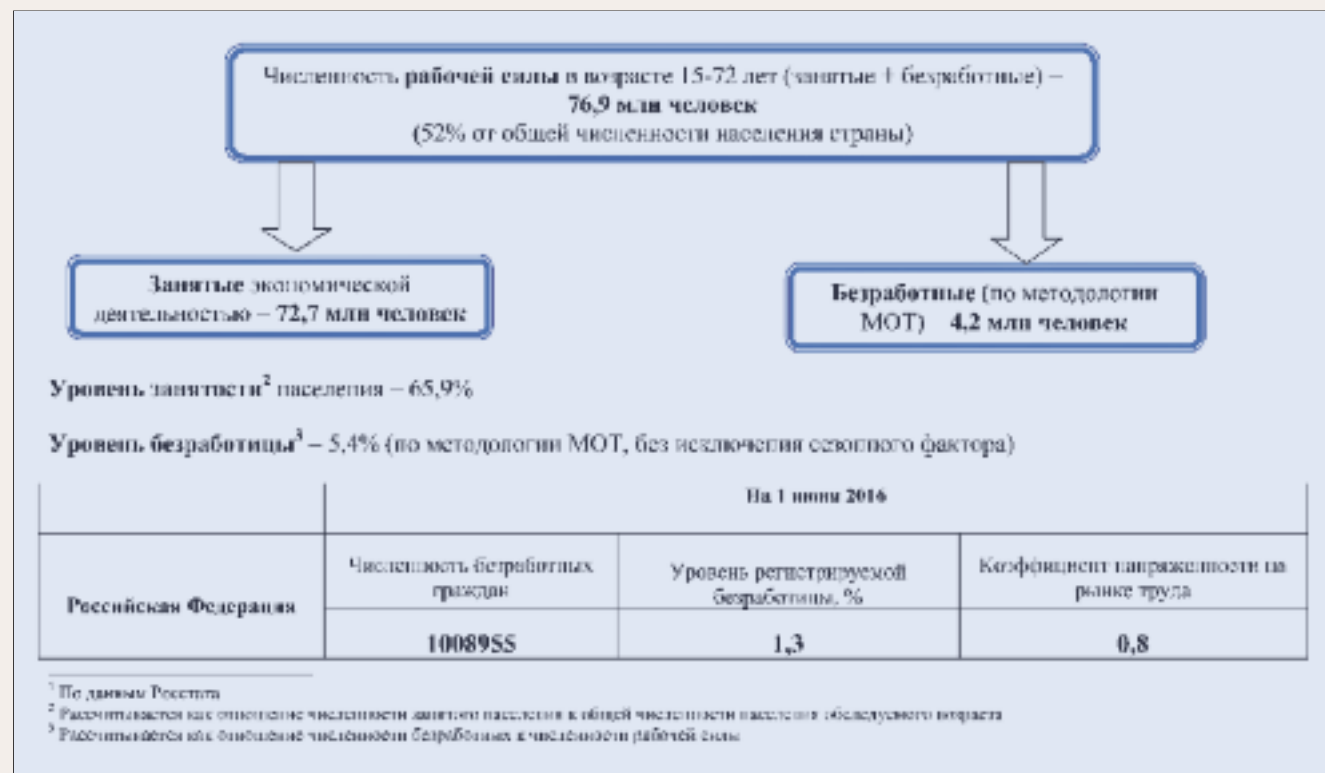 Численность рабочей силы в возрасте 15-72 лет (занятые + безработные) –
76,9 млн человек
(52% от общей численности населения страны)
Занятые экономической
деятельностью – 72,7 млн человек
Безработные (по методологии
МОТ) 4,2 млн человек
Уровень занятости² населения – 65,9%
Уровень безработицы³ – 5,4% (по методологии МОТ, без исключения сезонного фактора)
На 1 июня 2016
Российская Федерация
Численность безработных
граждан
Уровень регистрируемой
безработицы, %
Коэффициент напряженности на
рынке труда
1,3
0,8
¹ По данным Росстата
² Рассчитывается как отношение численности занятого населения к общей численности населения обследуемого возраста
³ Рассчитывается как отношение численности безработных к численности рабочей силы